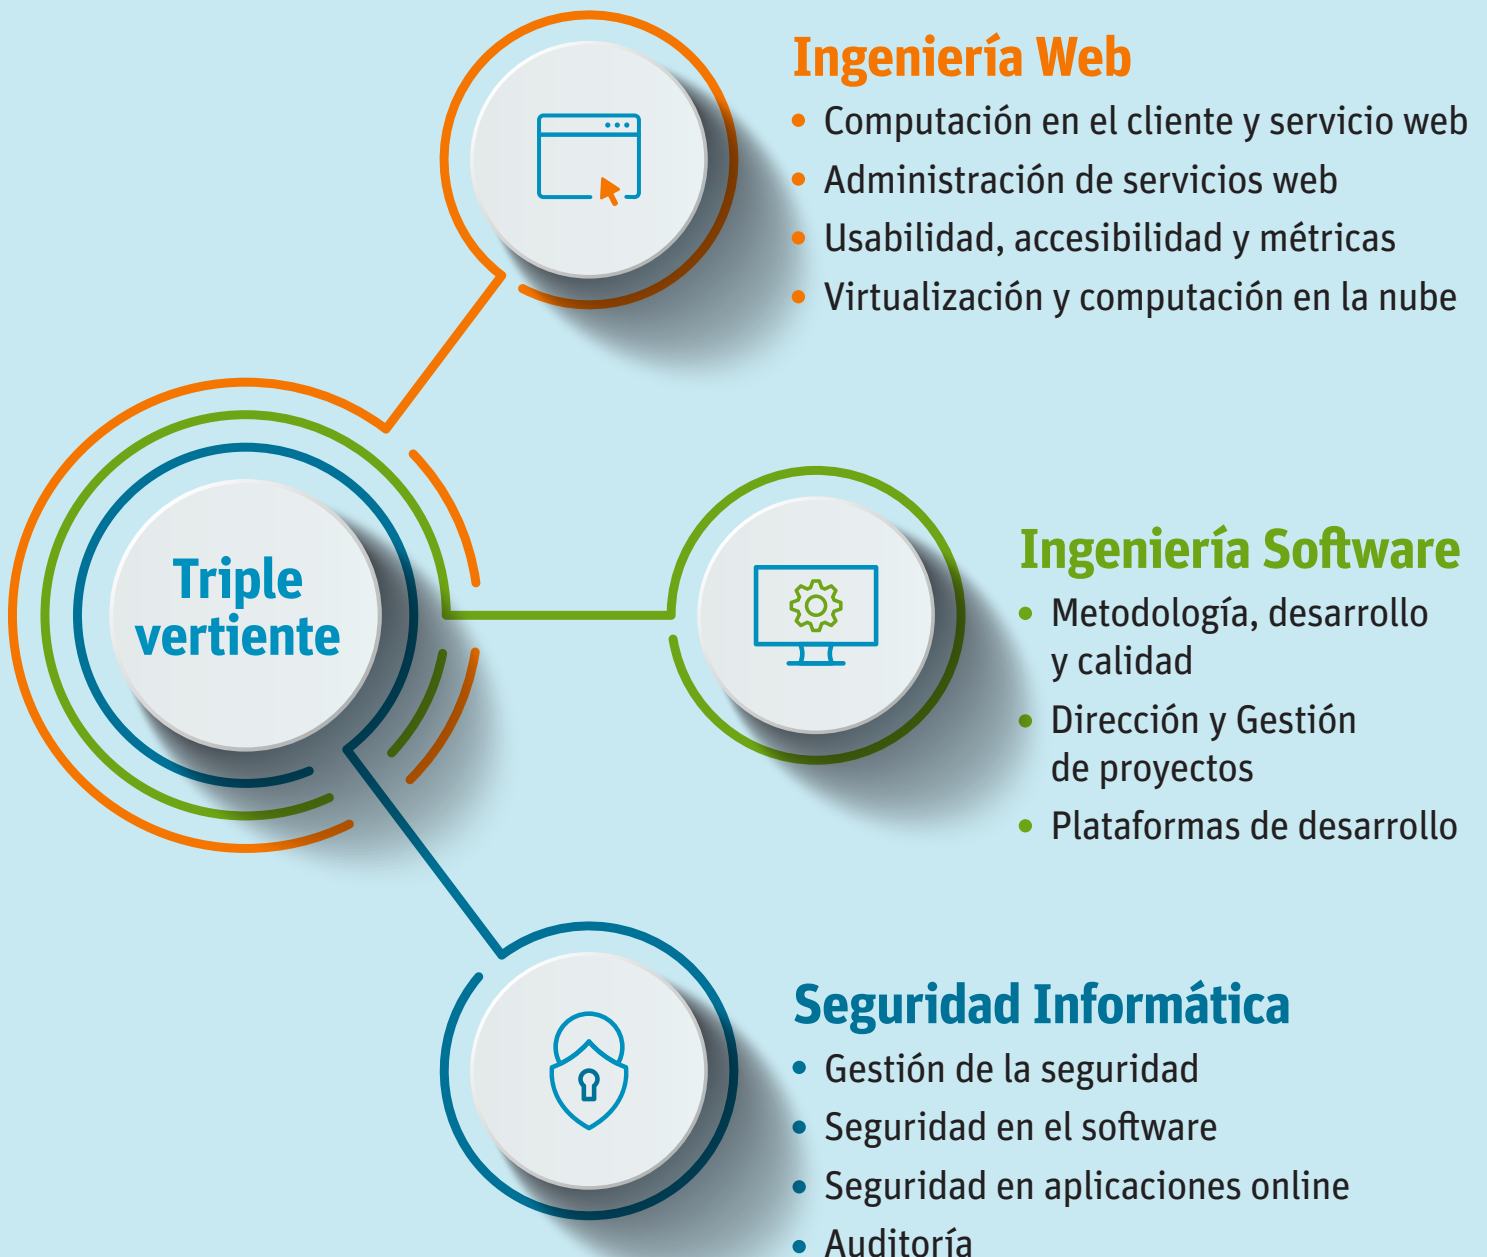 Ingeniería Web
• Computación en el cliente y servicio web
• Administración de servicios web
• Usabilidad, accesibilidad y métricas
• Virtualización y computación en la nube
Triple
vertiente
Ingeniería Software
• Metodología, desarrollo
y calidad
• Dirección y Gestión
de proyectos
• Plataformas de desarrollo
Seguridad Informática
• Gestión de la seguridad
• Seguridad en el software
• Seguridad en aplicaciones online
• Auditoría